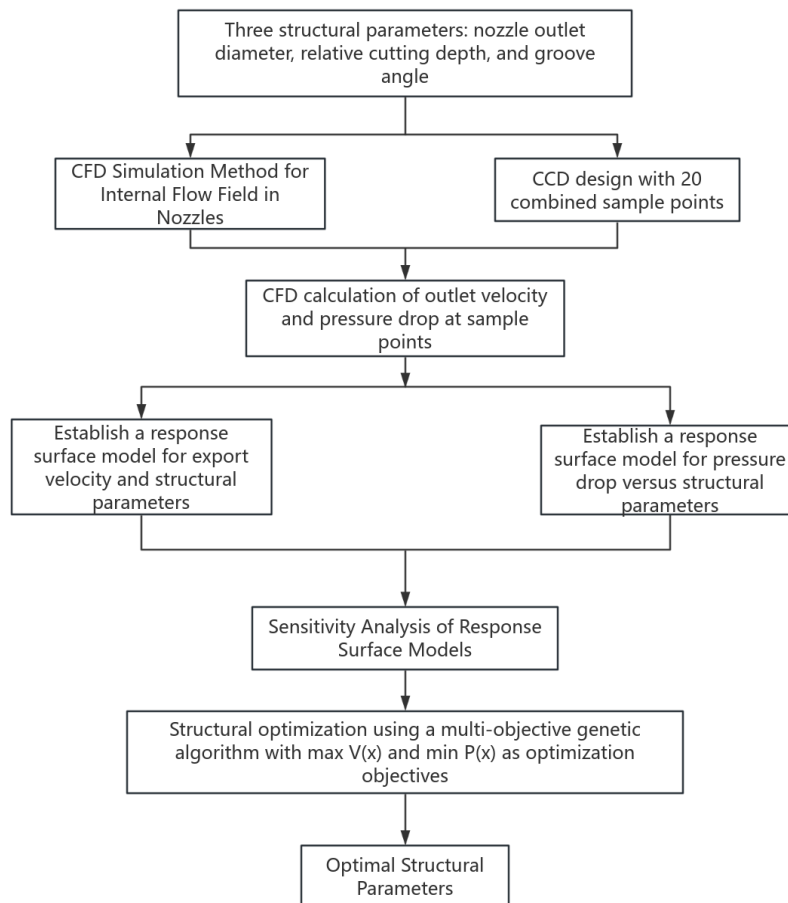 Three structural parameters: nozzle outlet
diameter, relative cutting depth, and groove
angle
CFD Simulation Method for
Internal Flow Field in
Nozzles
CCD design with 20
combined sample points
CFD calculation of outlet velocity
and pressure drop at sample
points
Establish a response
surface model for export
velocity and structural
parameters
Establish a response
surface model for pressure
drop versus structural
parameters
Sensitivity Analysis of Response
Surface Models
Structural optimization using a multi-objective genetic
algorithm with max V(x) and min P(x) as optimization
objectives
Optimal Structural
Parameters